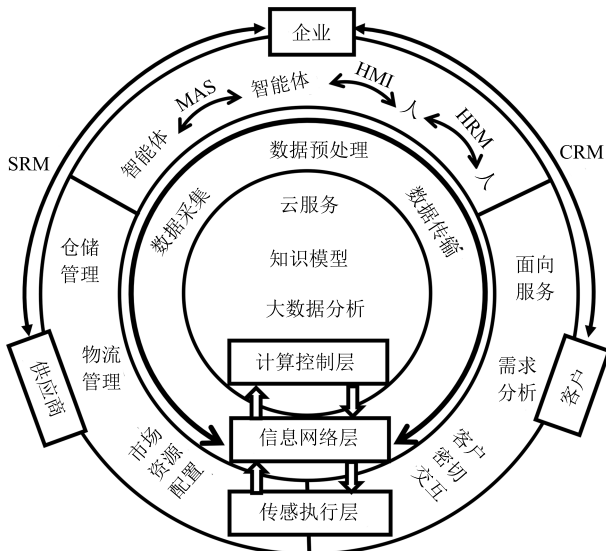 企业
MAS
智能体
HMI
人
HRM
人
智能体
SRM
CRM
数据预处理
数据采集
数据传输
云服务
知识模型
大数据分析
仓储
管理
面向
服务
物流
管理
需求
分析
供应商
客户
计算控制层
信息网络层
传感执行层
市场
资源
配置
客户
密切
交互